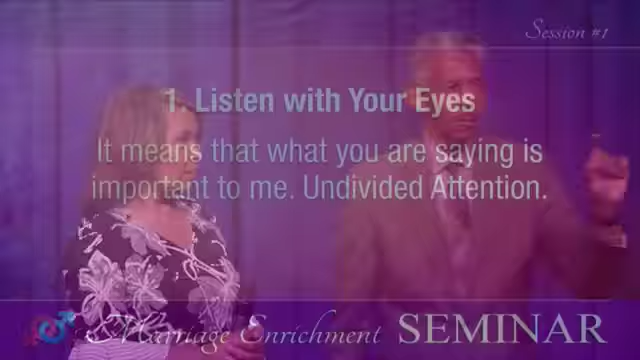 Session #1
1. Listen with Your Eyes
It means that what you are saying is
important to me. Undivided Attention.
Marriage Enrichment SEMINAR